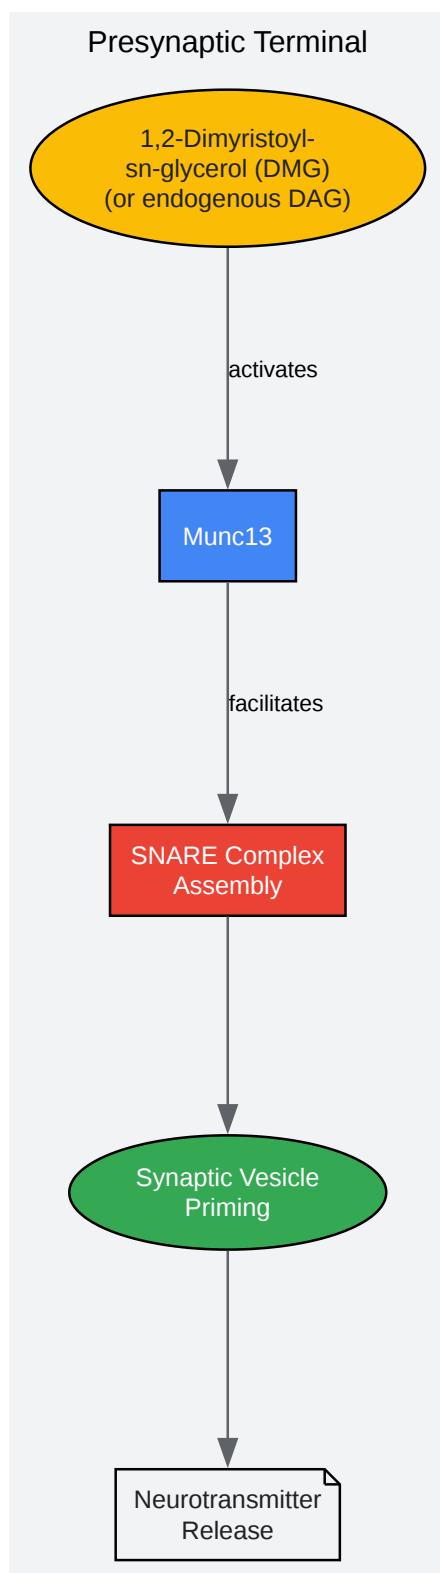 Presynaptic Terminal
1,2-Dimyristoyl-
sn-glycerol (DMG)
(or endogenous DAG)
activates
Munc13
facilitates
SNARE Complex
Assembly
Synaptic Vesicle
Priming
Neurotransmitter
Release